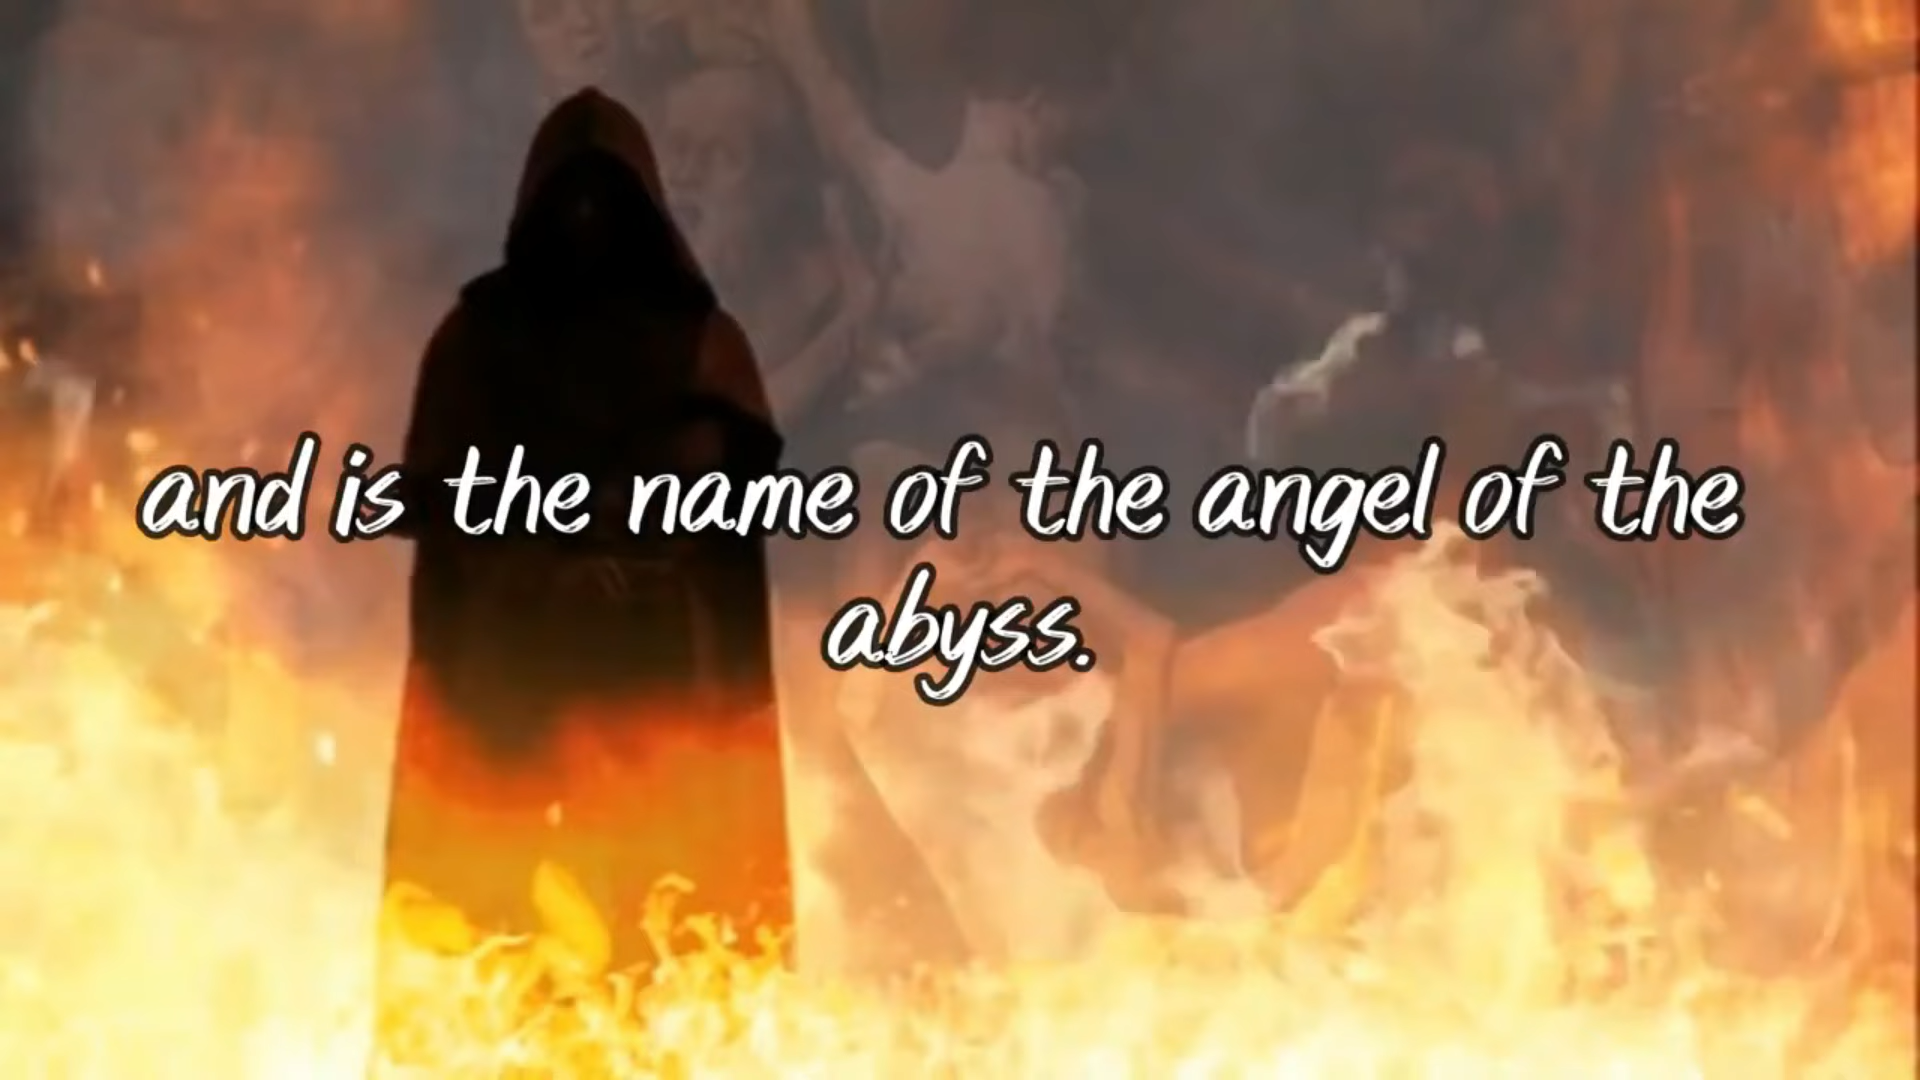 and is the name of the angel of the
abyss.